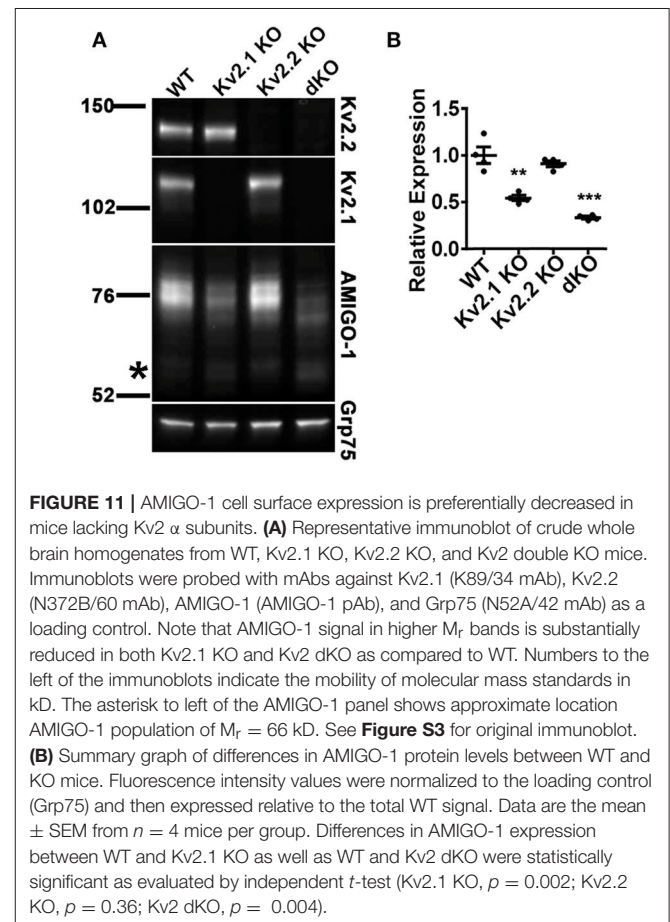 A
WT
Kv2.1 KO
Kv2.2 KO
dKO
150
102
76
*
52
Kv2.2
Kv2.1
AMIGO-1
Grp75
B
Relative Expression
1.5
1.0
0.5
0.0
**
***
WT
Kv2.1 KO
Kv2.2 KO
dKO
FIGURE 11 | AMIGO-1 cell surface expression is preferentially decreased in
mice lacking Kv2 α subunits. (A) Representative immunoblot of crude whole
brain homogenates from WT, Kv2.1 KO, Kv2.2 KO, and Kv2 double KO mice.
Immunoblots were probed with mAbs against Kv2.1 (K89/34 mAb), Kv2.2
(N372B/60 mAb), AMIGO-1 (AMIGO-1 pAb), and Grp75 (N52A/42 mAb) as a
loading control. Note that AMIGO-1 signal in higher Mr bands is substantially
reduced in both Kv2.1 KO and Kv2 dKO as compared to WT. Numbers to the
left of the immunoblots indicate the mobility of molecular mass standards in
kD. The asterisk to left of the AMIGO-1 panel shows approximate location
AMIGO-1 population of Mr = 66 kD. See Figure S3 for original immunoblot.
(B) Summary graph of differences in AMIGO-1 protein levels between WT and
KO mice. Fluorescence intensity values were normalized to the loading control
(Grp75) and then expressed relative to the total WT signal. Data are the mean
± SEM from n = 4 mice per group. Differences in AMIGO-1 expression
between WT and Kv2.1 KO as well as WT and Kv2 dKO were statistically
significant as evaluated by independent t-test (Kv2.1 KO, p = 0.002; Kv2.2
KO, p = 0.36; Kv2 dKO, p = 0.004).